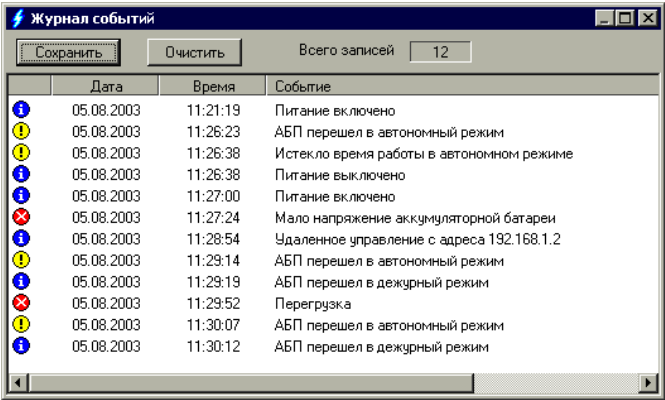 Журнал событий
Сохранить Очистить Всего записей 12
Дата Время Событие
05.08.2003 11:21:19 Питание включено
05.08.2003 11:26:23 АБП перешел в автономный режим
05.08.2003 11:26:38 Истекло время работы в автономном режиме
05.08.2003 11:26:38 Питание выключено
05.08.2003 11:27:00 Питание включено
05.08.2003 11:27:24 Мало напряжение аккумуляторной батареи
05.08.2003 11:28:54 Удаленное управление с адреса 192.168.1.2
05.08.2003 11:29:14 АБП перешел в автономный режим
05.08.2003 11:29:19 АБП перешел в дежурный режим
05.08.2003 11:29:52 Перегрузка
05.08.2003 11:30:07 АБП перешел в автономный режим
05.08.2003 11:30:12 АБП перешел в дежурный режим